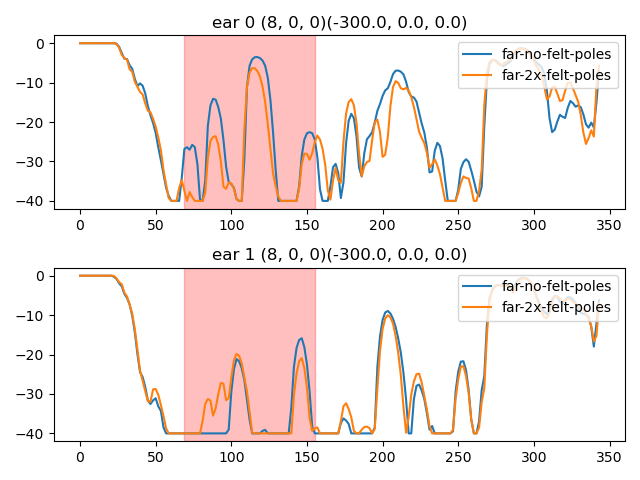 ear 0 (8, 0, 0)(-300.0, 0.0, 0.0)
0
−10
−20
−30
−40
far-no-felt-poles
far-2x-felt-poles
0 50 100 150 200 250 300 350
ear 1 (8, 0, 0)(-300.0, 0.0, 0.0)
0
−10
−20
−30
−40
far-no-felt-poles
far-2x-felt-poles
0 50 100 150 200 250 300 350